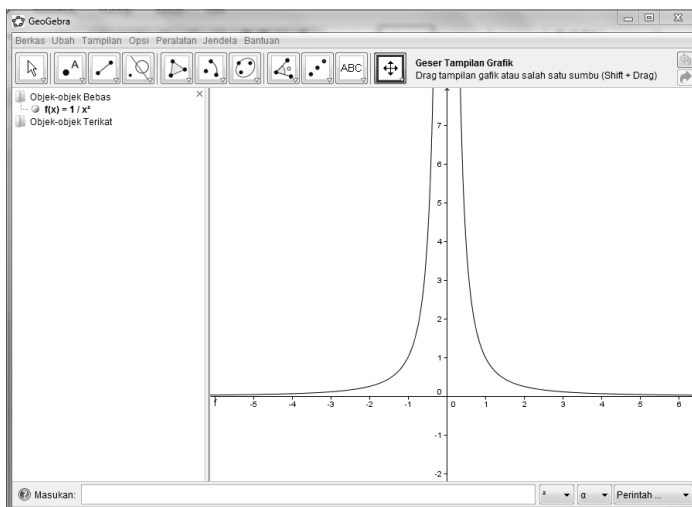 GeoGebra
Berkas Ubah Tampilan Opsi Peralatan Jendela Bantuan
A
α
ABC
Geser Tampilan Grafik
Drag tampilan gafik atau salah satu sumbu (Shift + Drag)
Objek-objek Bebas
f(x) = 1 / x²
Objek-objek Terikat
7
6
5
4
3
2
1
0
f
-5 -4 -3 -2 -1 0 1 2 3 4 5 6
-1
-2
Masukan:
² α Perintah ...